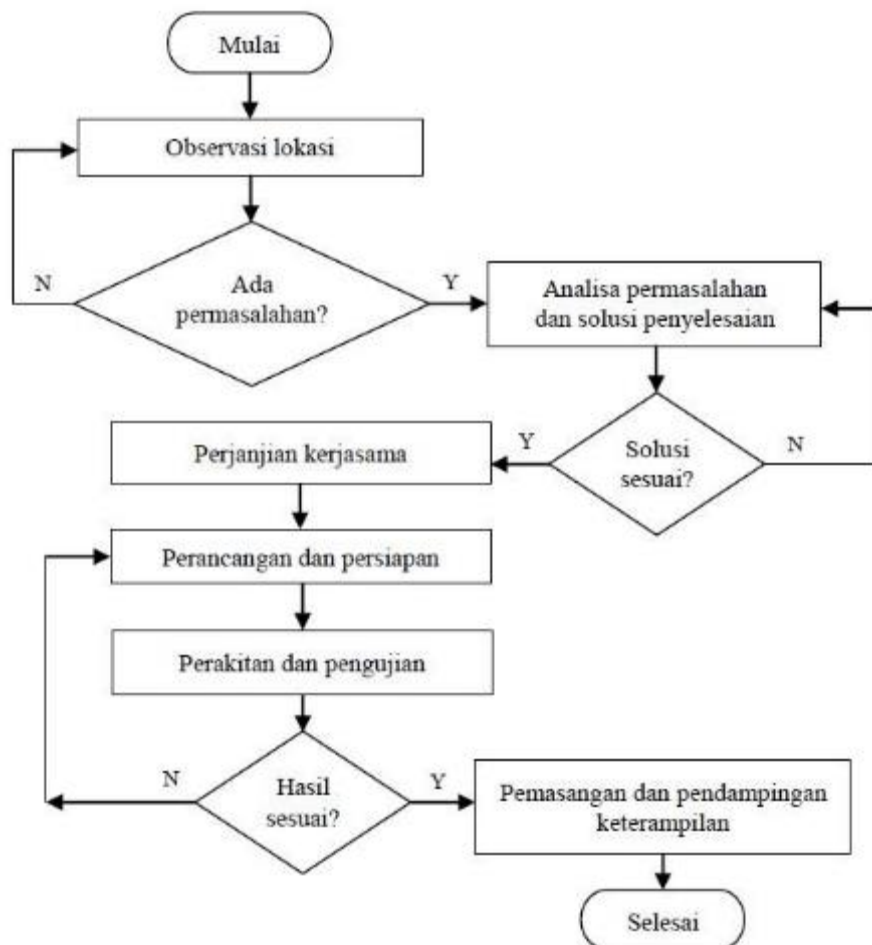 Mulai
Observasi lokasi
N
Ada
permasalahan?
Y
Analisa permasalahan
dan solusi penyelesaian
Perjanjian kerjasama
Y
Solusi
sesuai?
N
Perancangan dan persiapan
Perakitan dan pengujian
N
Hasil
sesuai?
Y
Pemasangan dan pendampingan
keterampilan
Selesai